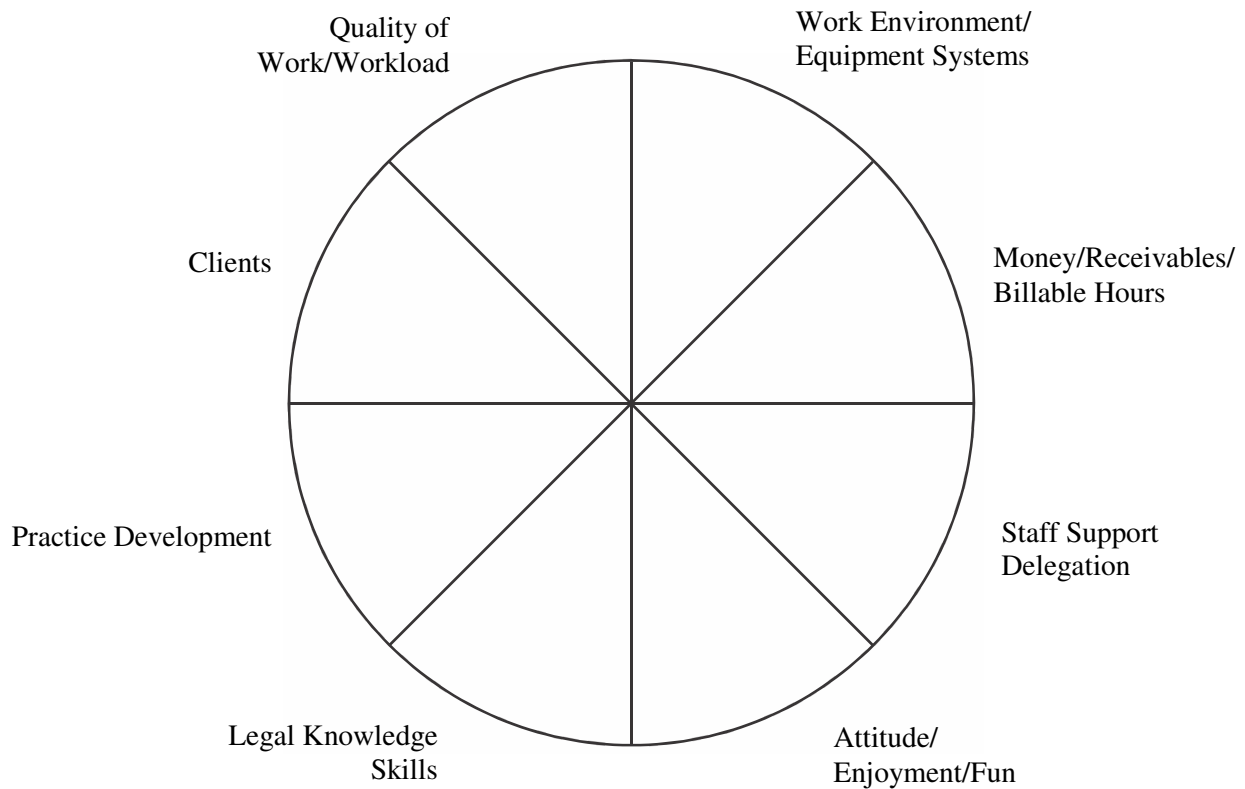 Quality of
Work/Workload
Work Environment/
Equipment Systems
Clients
Money/Receivables/
Billable Hours
Practice Development
Staff Support
Delegation
Legal Knowledge
Skills
Attitude/
Enjoyment/Fun